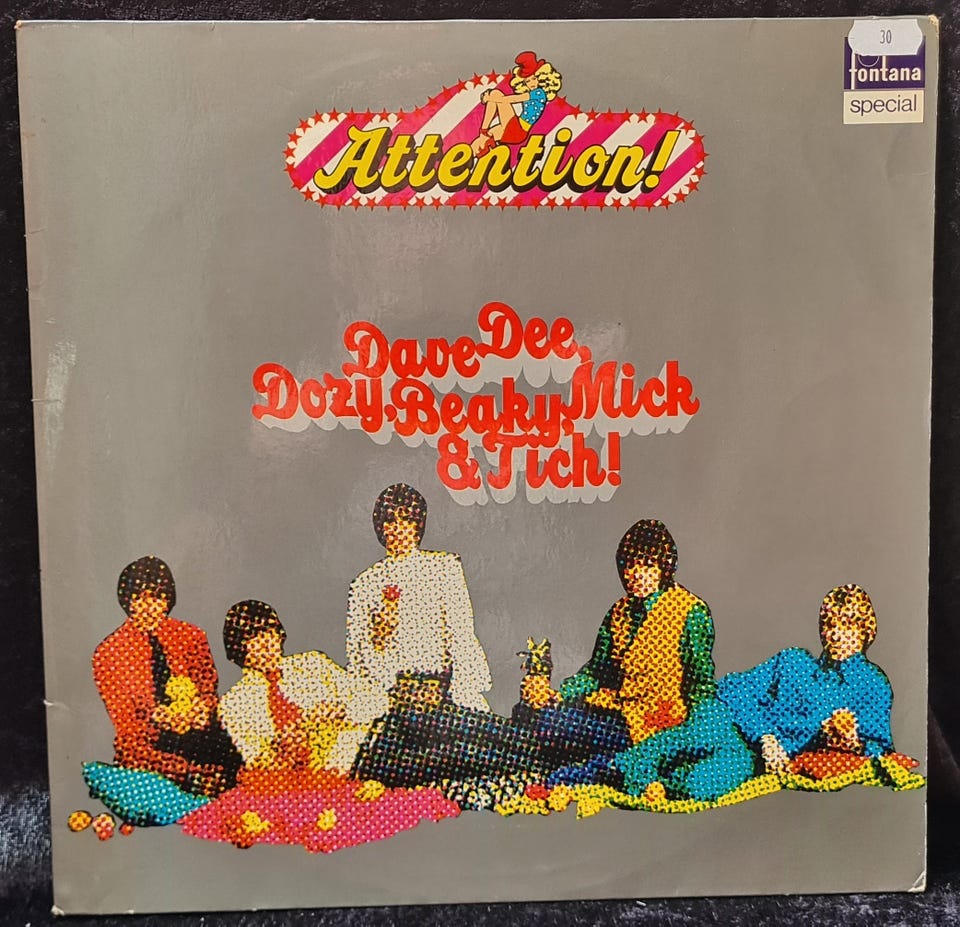 30
fontana
special
Attention!
Dave Dee,
Dozy, Beaky, Mick
& Tich!